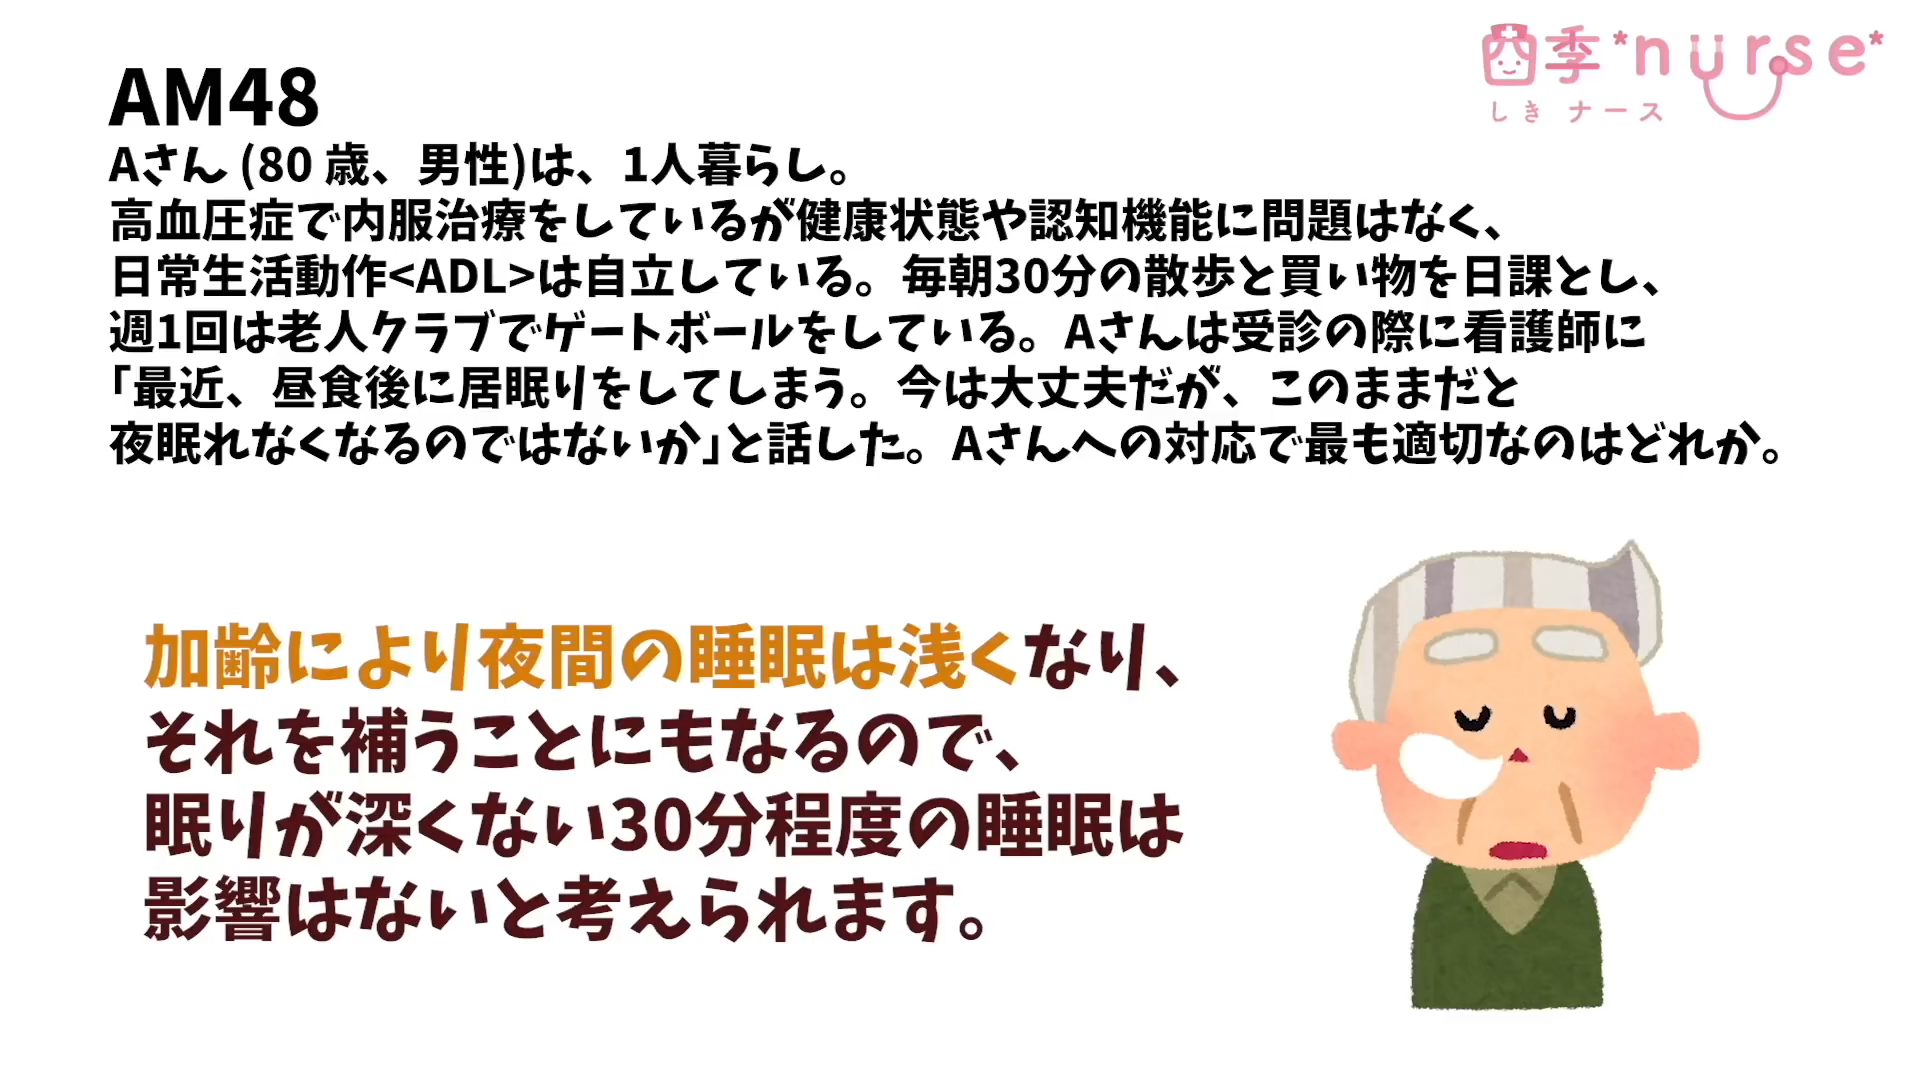 四季*nurse*
しき ナース
AM48
Aさん (80 歳、男性)は、1人暮らし。
高血圧症で内服治療をしているが健康状態や認知機能に問題はなく、
日常生活動作<ADL>は自立している。毎朝30分の散歩と買い物を日課とし、
週1回は老人クラブでゲートボールをしている。Aさんは受診の際に看護師に
「最近、昼食後に居眠りをしてしまう。今は大丈夫だが、このままだと
夜眠れなくなるのではないか」と話した。Aさんへの対応で最も適切なのはどれか。
加齢により夜間の睡眠は浅くなり、
それを補うことにもなるので、
眠りが深くない30分程度の睡眠は
影響はないと考えられます。